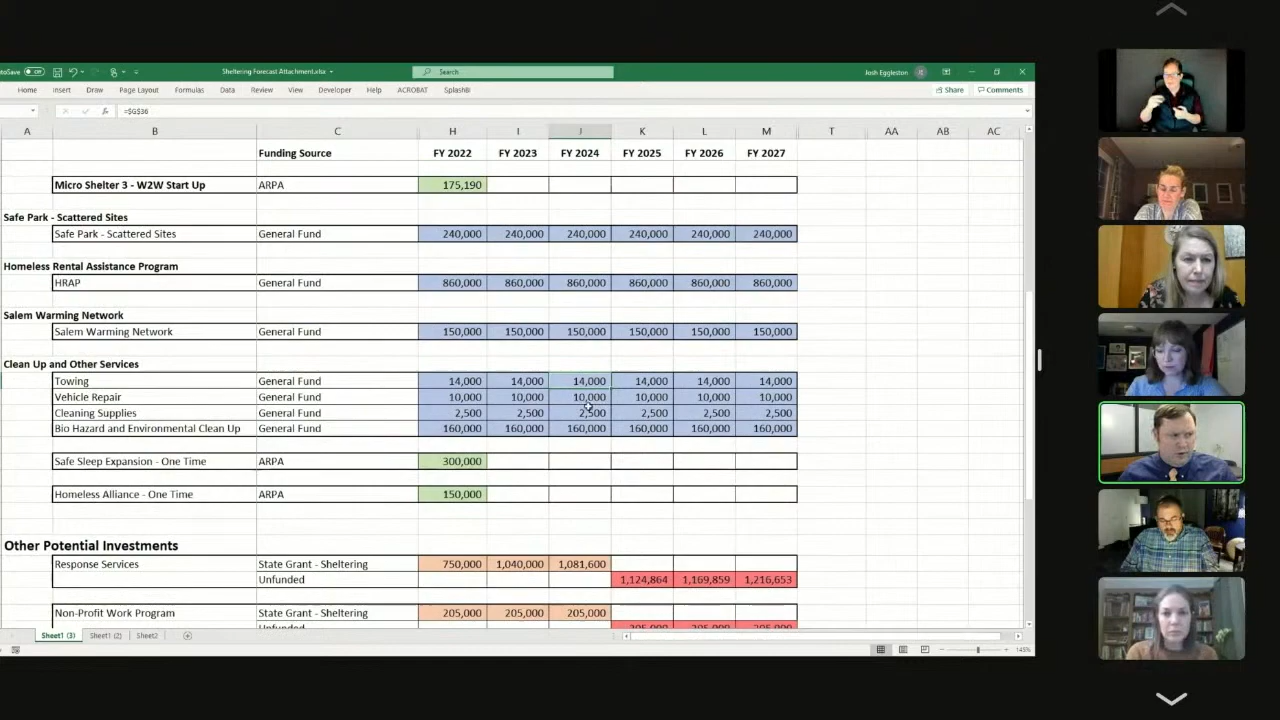 AutoSave Off Sheltering Forecast Attachment.xlsx Search Josh Eggleston
Home Insert Draw Page Layout Formulas Data Review View Developer Help ACROBAT SplashBI Share Comments
fx =$G$36
A B C H I J K L M T AA AB AC
Funding Source FY 2022 FY 2023 FY 2024 FY 2025 FY 2026 FY 2027
Micro Shelter 3 - W2W Start Up ARPA 175,190
Safe Park - Scattered Sites
Safe Park - Scattered Sites General Fund 240,000 240,000 240,000 240,000 240,000 240,000
Homeless Rental Assistance Program
HRAP General Fund 860,000 860,000 860,000 860,000 860,000 860,000
Salem Warming Network
Salem Warming Network General Fund 150,000 150,000 150,000 150,000 150,000 150,000
Clean Up and Other Services
Towing General Fund 14,000 14,000 14,000 14,000 14,000 14,000
Vehicle Repair General Fund 10,000 10,000 10,000 10,000 10,000 10,000
Cleaning Supplies General Fund 2,500 2,500 2,500 2,500 2,500 2,500
Bio Hazard and Environmental Clean Up General Fund 160,000 160,000 160,000 160,000 160,000 160,000
Safe Sleep Expansion - One Time ARPA 300,000
Homeless Alliance - One Time ARPA 150,000
Other Potential Investments
Response Services State Grant - Sheltering 750,000 1,040,000 1,081,600
Unfunded 1,124,864 1,169,859 1,216,653
Non-Profit Work Program State Grant - Sheltering 205,000 205,000 205,000
Unfunded 205,000 205,000 205,000
Sheet1 (3) Sheet1 (2) Sheet2
145%